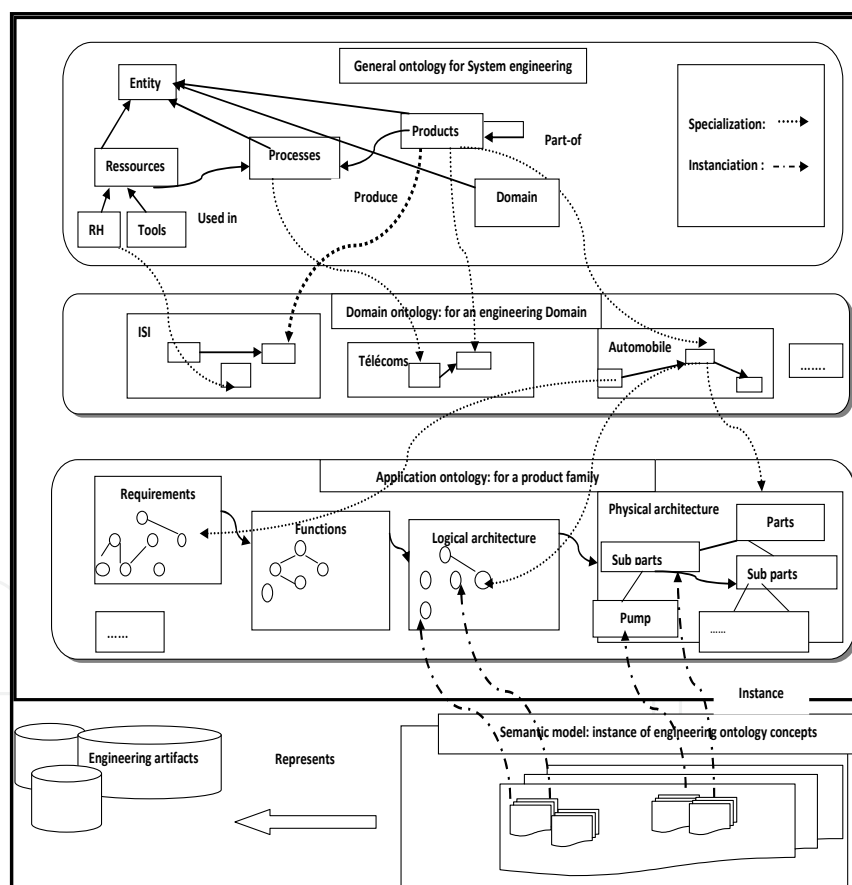 General ontology for System engineering
Entity
Products
Part-of
Specialization:
Processes
Ressources
Instanciation :
Produce
Domain
RH
Tools
Used in
Domain ontology: for an engineering Domain
ISI
Télécoms
Automobile
…….
Application ontology: for a product family
Requirements
Functions
Logical architecture
Physical architecture
Parts
Sub parts
Sub parts
Pump
……
……
Instance
Semantic model: instance of engineering ontology concepts
Engineering artifacts
Represents